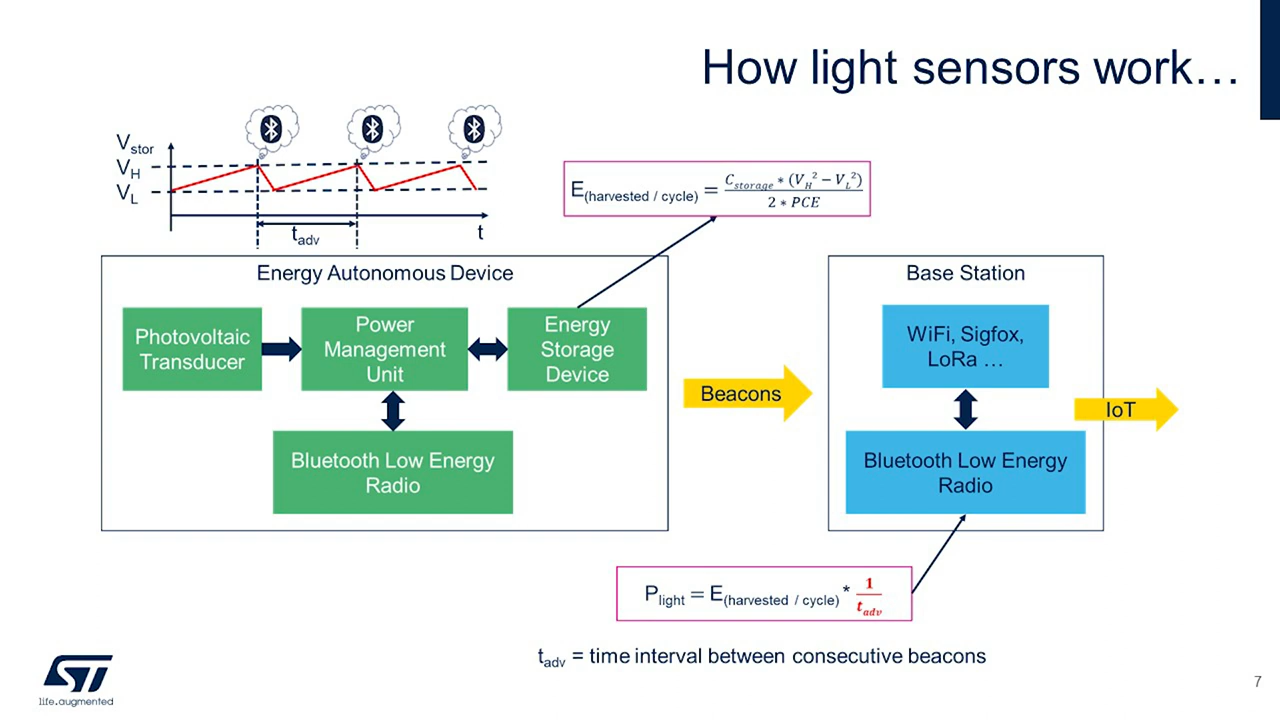 How light sensors work…
V_stor
V_H
V_L
t_adv
t
E_(harvested / cycle) = C_storage * (V_H² − V_L²) / 2 * PCE
Energy Autonomous Device
Photovoltaic
Transducer
Power
Management
Unit
Energy
Storage
Device
Bluetooth Low Energy
Radio
Beacons
Base Station
WiFi, Sigfox,
LoRa …
Bluetooth Low Energy
Radio
IoT
P_light = E_(harvested / cycle) * 1 / t_adv
t_adv = time interval between consecutive beacons
ST
life.augmented
7